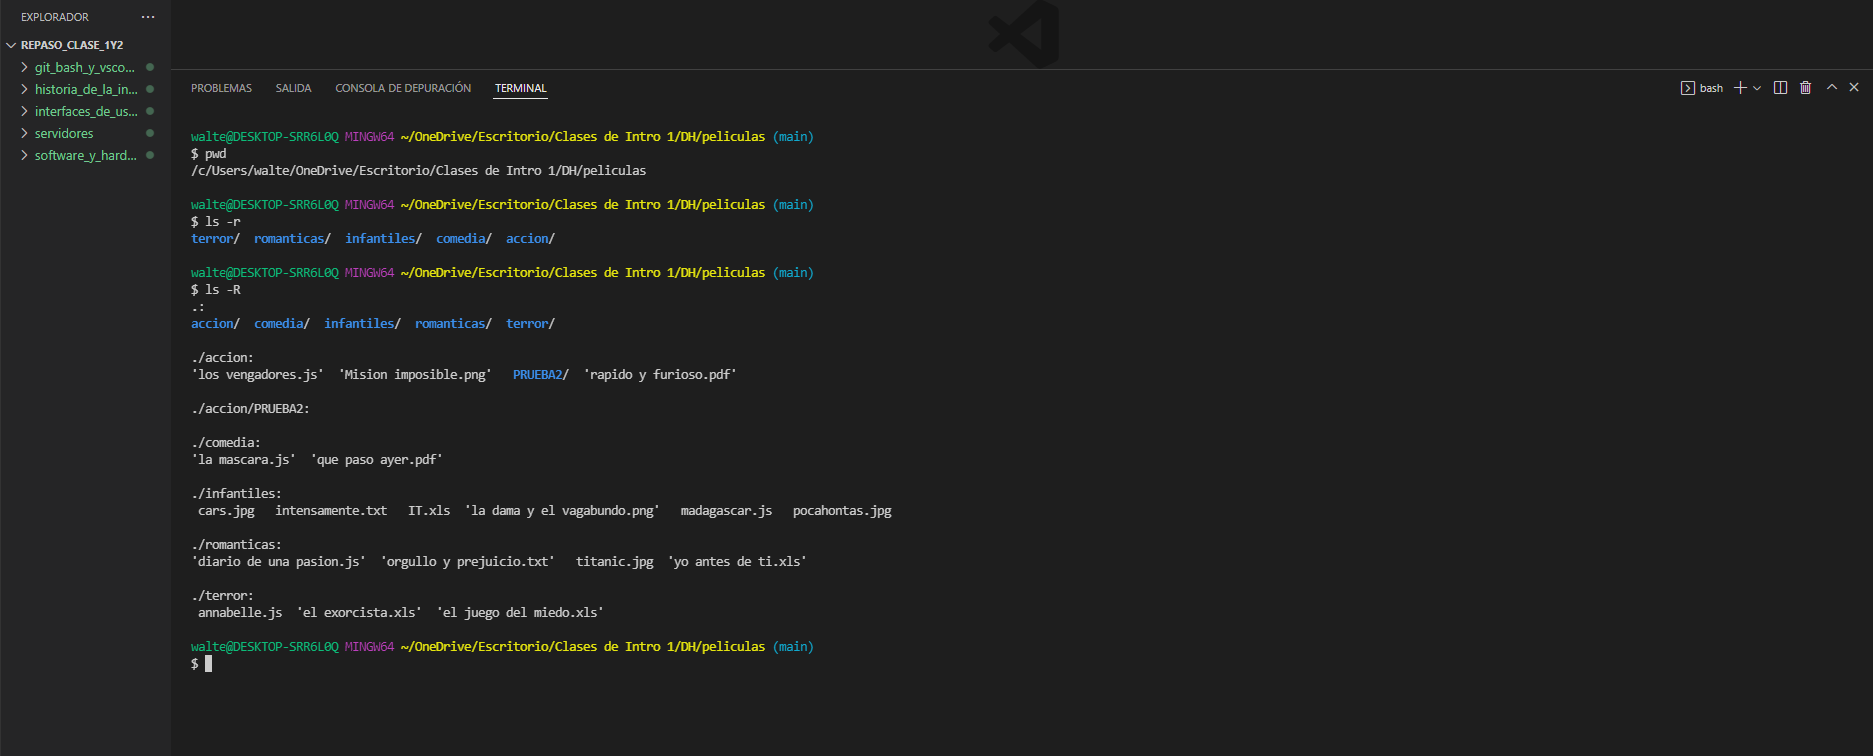 EXPLORADOR ...
REPASO_CLASE_1Y2
git_bash_y_vsco...
historia_de_la_in...
interfaces_de_us...
servidores
software_y_hard...
PROBLEMAS SALIDA CONSOLA DE DEPURACIÓN TERMINAL bash
walte@DESKTOP-SRR6L0Q MINGW64 ~/OneDrive/Escritorio/Clases de Intro 1/DH/peliculas (main)
$ pwd
/c/Users/walte/OneDrive/Escritorio/Clases de Intro 1/DH/peliculas
walte@DESKTOP-SRR6L0Q MINGW64 ~/OneDrive/Escritorio/Clases de Intro 1/DH/peliculas (main)
$ ls -r
terror/ romanticas/ infantiles/ comedia/ accion/
walte@DESKTOP-SRR6L0Q MINGW64 ~/OneDrive/Escritorio/Clases de Intro 1/DH/peliculas (main)
$ ls -R
.:
accion/ comedia/ infantiles/ romanticas/ terror/
./accion:
'los vengadores.js' 'Mision imposible.png' PRUEBA2/ 'rapido y furioso.pdf'
./accion/PRUEBA2:
./comedia:
'la mascara.js' 'que paso ayer.pdf'
./infantiles:
cars.jpg intensamente.txt IT.xls 'la dama y el vagabundo.png' madagascar.js pocahontas.jpg
./romanticas:
'diario de una pasion.js' 'orgullo y prejuicio.txt' titanic.jpg 'yo antes de ti.xls'
./terror:
annabelle.js 'el exorcista.xls' 'el juego del miedo.xls'
walte@DESKTOP-SRR6L0Q MINGW64 ~/OneDrive/Escritorio/Clases de Intro 1/DH/peliculas (main)
$